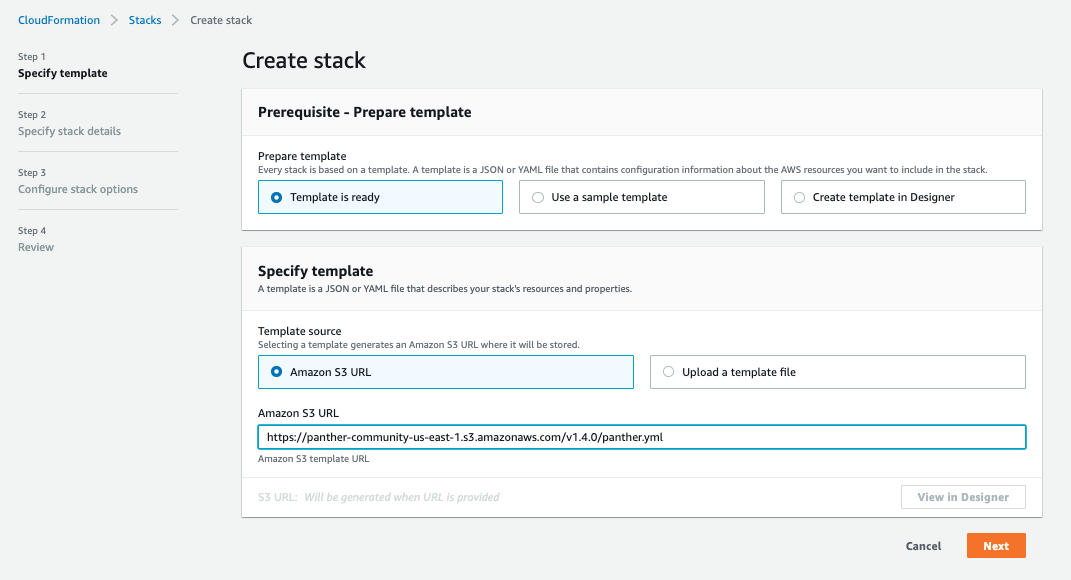 CloudFormation > Stacks > Create stack
Step 1
Specify template
Step 2
Specify stack details
Step 3
Configure stack options
Step 4
Review
Create stack
Prerequisite - Prepare template
Prepare template
Every stack is based on a template. A template is a JSON or YAML file that contains configuration information about the AWS resources you want to include in the stack.
Template is ready
Use a sample template
Create template in Designer
Specify template
A template is a JSON or YAML file that describes your stack's resources and properties.
Template source
Selecting a template generates an Amazon S3 URL where it will be stored.
Amazon S3 URL
Upload a template file
Amazon S3 URL
https://panther-community-us-east-1.s3.amazonaws.com/v1.4.0/panther.yml
Amazon S3 template URL
S3 URL: Will be generated when URL is provided
View in Designer
Cancel
Next